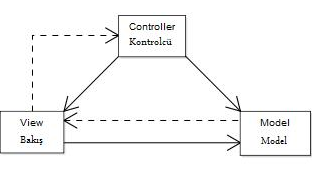 Controller
Kontrolcü
View
Bakış
Model
Model